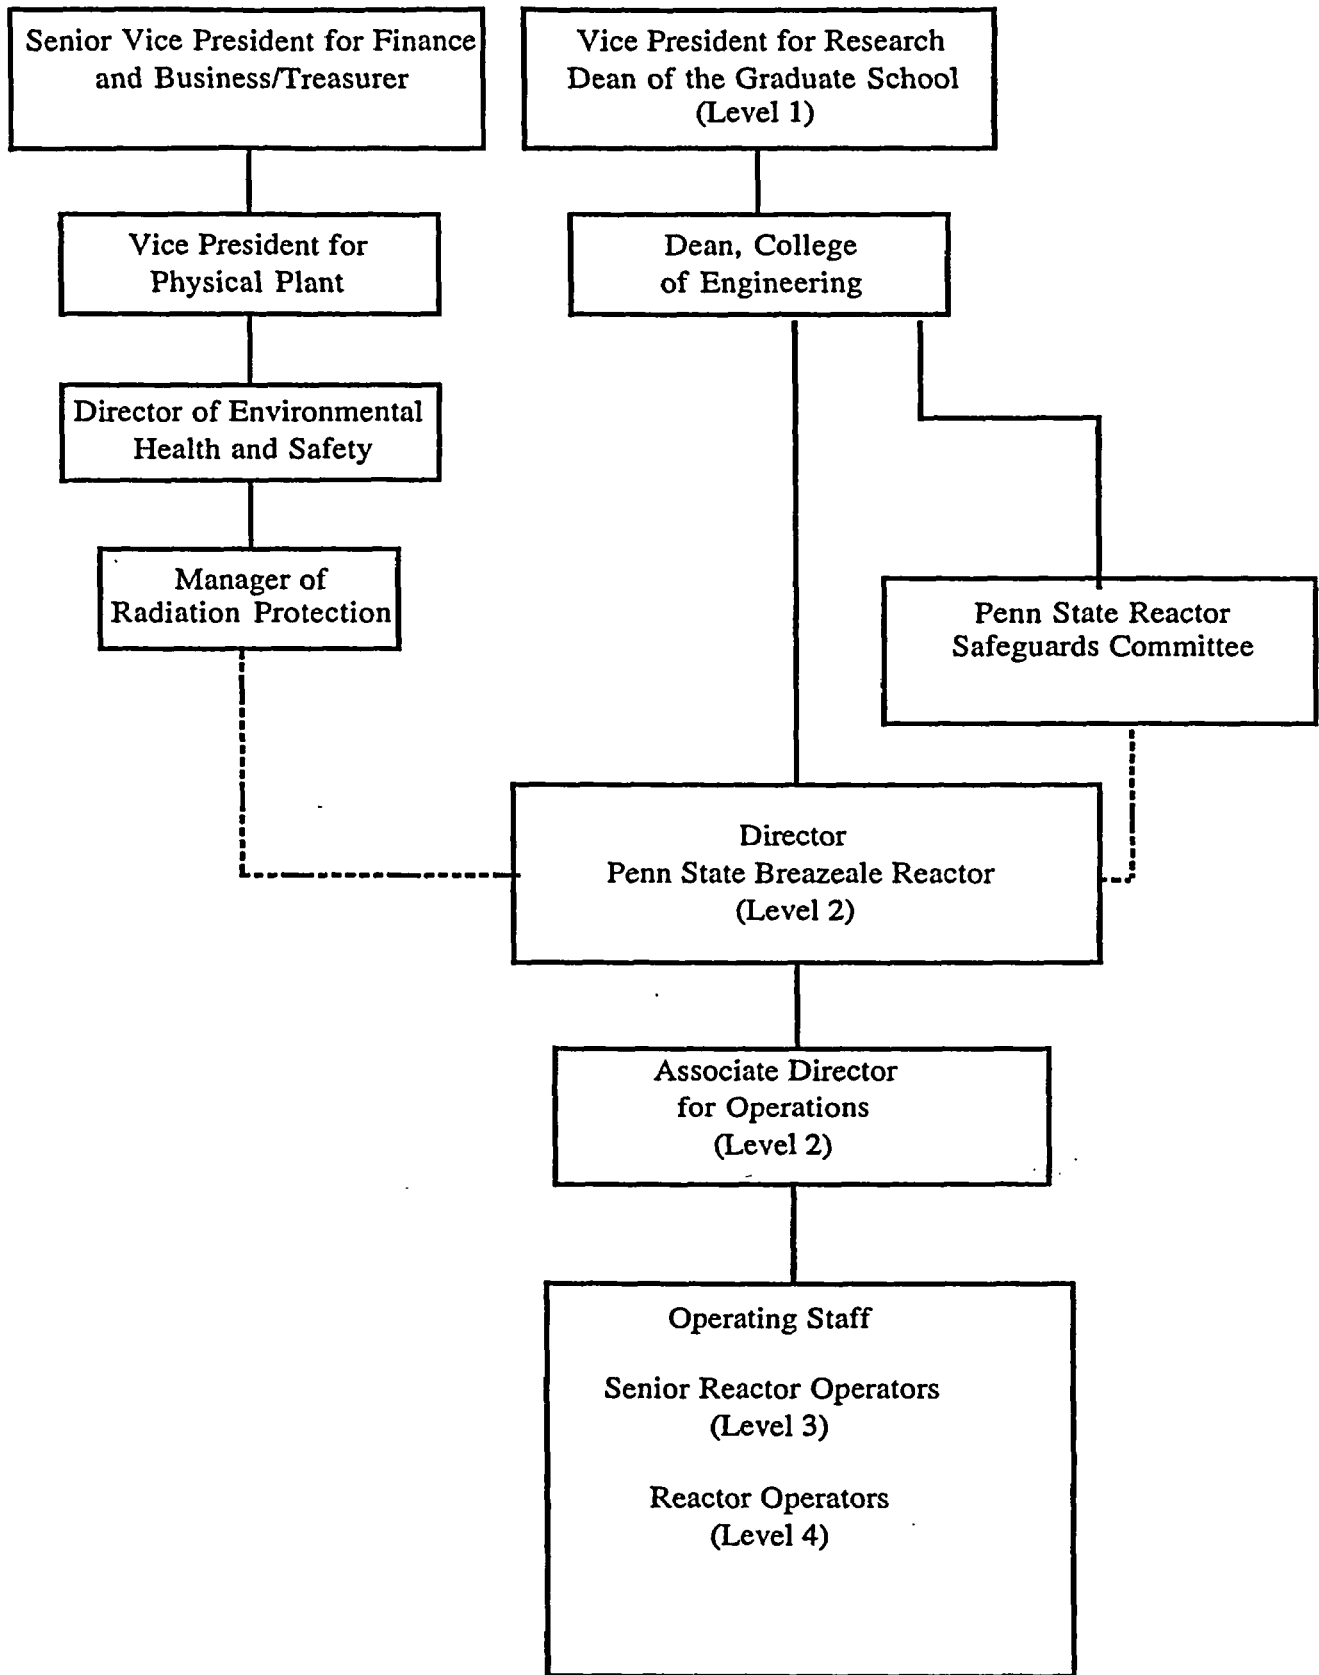 Senior Vice President for Finance
and Business/Treasurer
Vice President for Research
Dean of the Graduate School
(Level 1)
Vice President for
Physical Plant
Dean, College
of Engineering
Director of Environmental
Health and Safety
Manager of
Radiation Protection
Penn State Reactor
Safeguards Committee
Director
Penn State Breazeale Reactor
(Level 2)
Associate Director
for Operations
(Level 2)
Operating Staff
Senior Reactor Operators
(Level 3)
Reactor Operators
(Level 4)